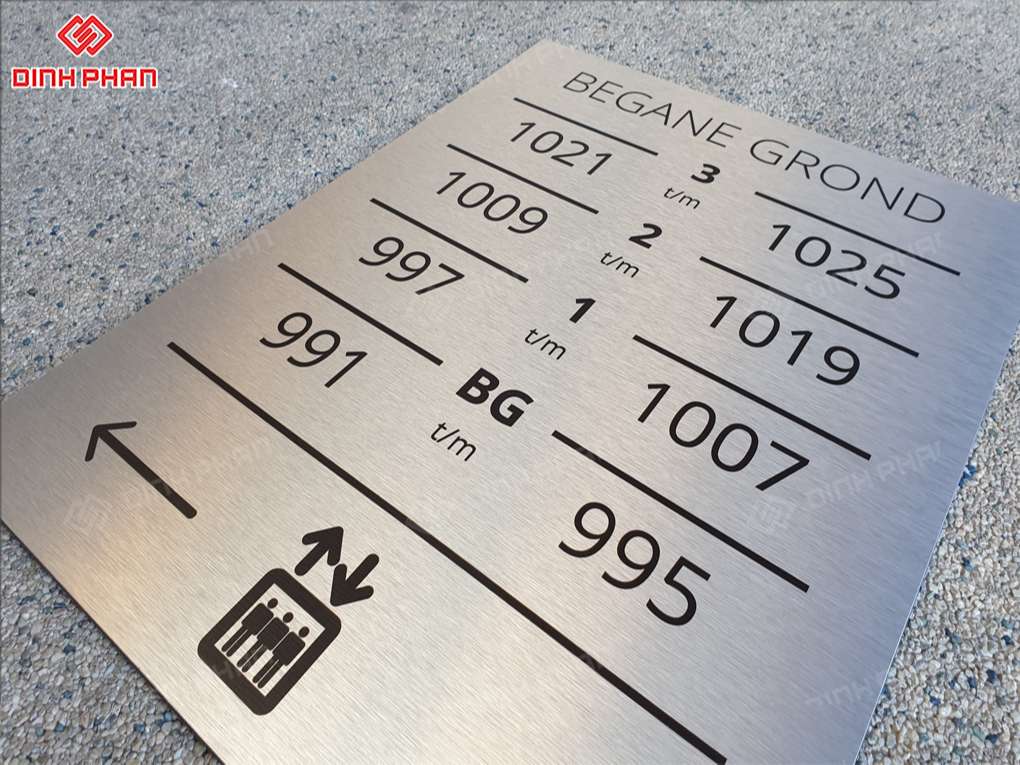 DINH PHAN
BEGANE GROND
3
1021 t/m 1025
2
1009 t/m 1019
1
997 t/m 1007
BG
991 t/m 995